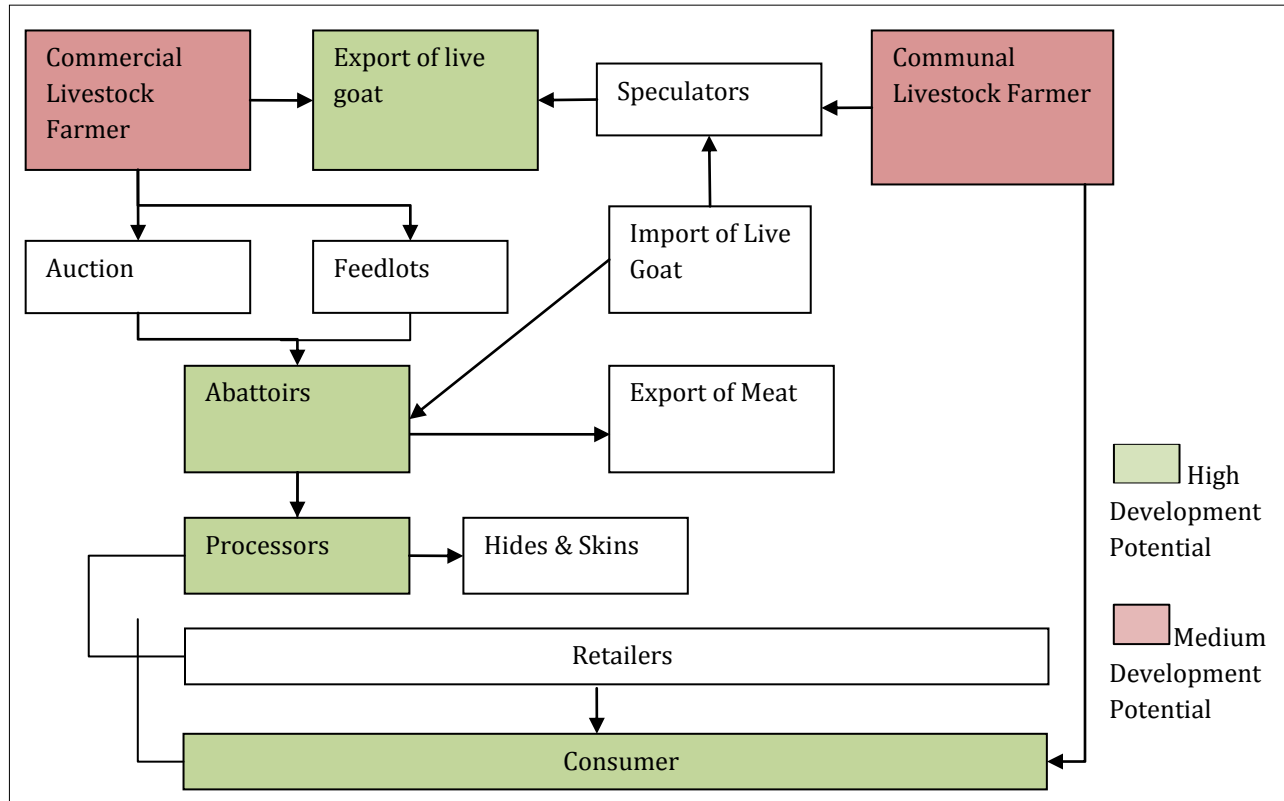 Commercial
Livestock
Farmer
Export of live
goat
Speculators
Communal
Livestock Farmer
Auction
Feedlots
Import of Live
Goat
Abattoirs
Export of Meat
High
Development
Potential
Processors
Hides & Skins
Medium
Development
Potential
Retailers
Consumer